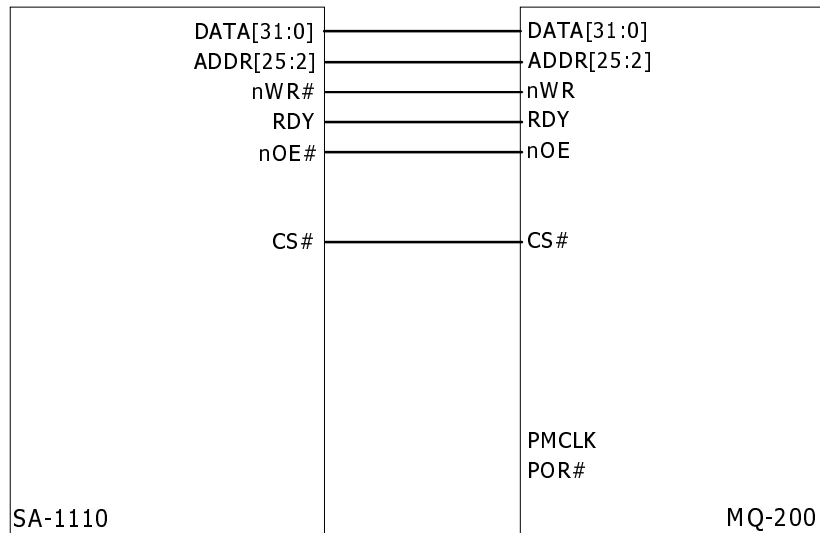 DATA[31:0] DATA[31:0]
ADDR[25:2] ADDR[25:2]
nWR# nWR
RDY RDY
nOE# nOE
CS# CS#
PMCLK
POR#
SA-1110 MQ-200